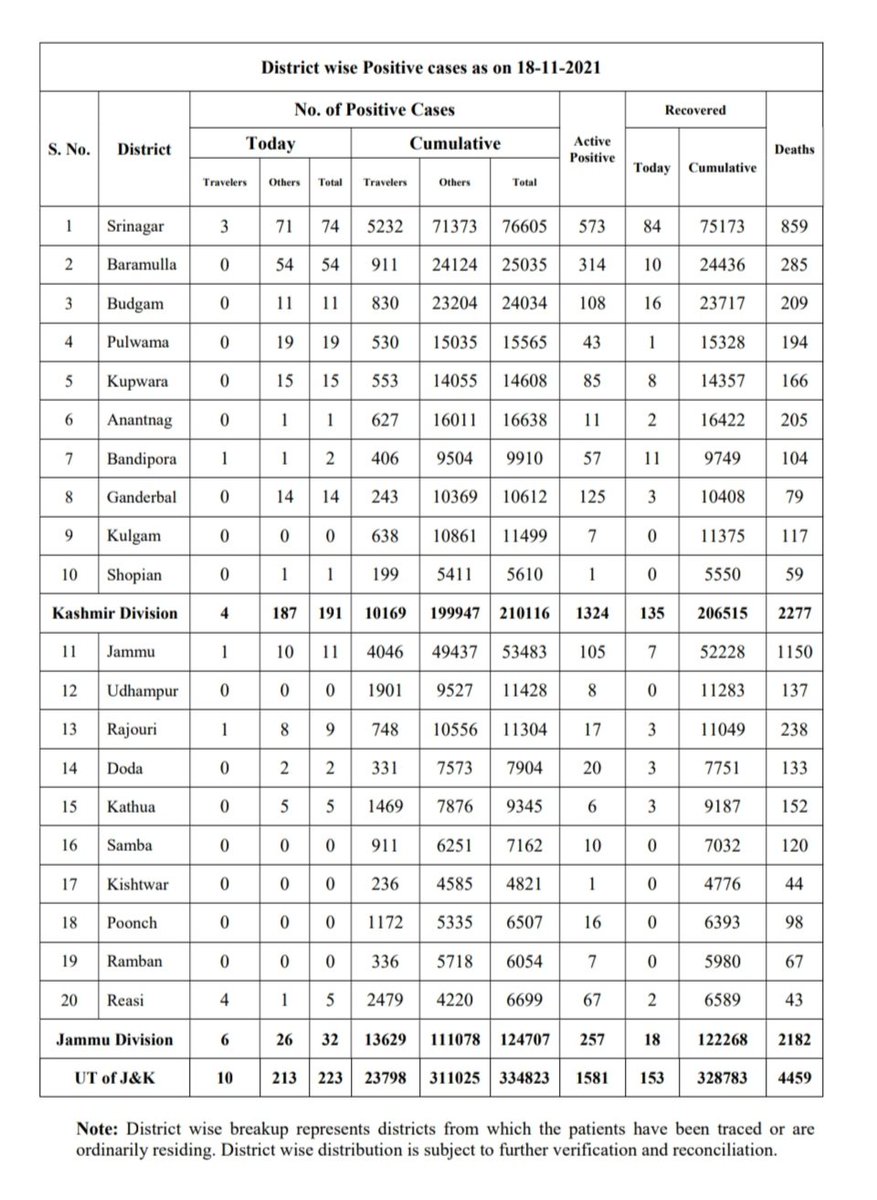 District wise Positive cases as on 18-11-2021
S. No. District No. of Positive Cases Active Positive Recovered Deaths
Today Cumulative Today Cumulative
Travelers Others Total Travelers Others Total
1 Srinagar 3 71 74 5232 71373 76605 573 84 75173 859
2 Baramulla 0 54 54 911 24124 25035 314 10 24436 285
3 Budgam 0 11 11 830 23204 24034 108 16 23717 209
4 Pulwama 0 19 19 530 15035 15565 43 1 15328 194
5 Kupwara 0 15 15 553 14055 14608 85 8 14357 166
6 Anantnag 0 1 1 627 16011 16638 11 2 16422 205
7 Bandipora 1 1 2 406 9504 9910 57 11 9749 104
8 Ganderbal 0 14 14 243 10369 10612 125 3 10408 79
9 Kulgam 0 0 0 638 10861 11499 7 0 11375 117
10 Shopian 0 1 1 199 5411 5610 1 0 5550 59
Kashmir Division 4 187 191 10169 199947 210116 1324 135 206515 2277
11 Jammu 1 10 11 4046 49437 53483 105 7 52228 1150
12 Udhampur 0 0 0 1901 9527 11428 8 0 11283 137
13 Rajouri 1 8 9 748 10556 11304 17 3 11049 238
14 Doda 0 2 2 331 7573 7904 20 3 7751 133
15 Kathua 0 5 5 1469 7876 9345 6 3 9187 152
16 Samba 0 0 0 911 6251 7162 10 0 7032 120
17 Kishtwar 0 0 0 236 4585 4821 1 0 4776 44
18 Poonch 0 0 0 1172 5335 6507 16 0 6393 98
19 Ramban 0 0 0 336 5718 6054 7 0 5980 67
20 Reasi 4 1 5 2479 4220 6699 67 2 6589 43
Jammu Division 6 26 32 13629 111078 124707 257 18 122268 2182
UT of J&K 10 213 223 23798 311025 334823 1581 153 328783 4459
Note: District wise breakup represents districts from which the patients have been traced or are
ordinarily residing. District wise distribution is subject to further verification and reconciliation.